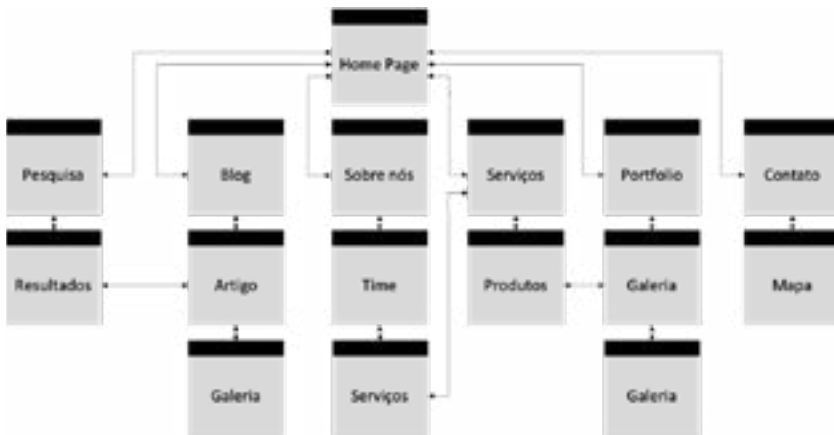 Home Page
Pesquisa
Blog
Sobre nós
Serviços
Portfolio
Contato
Resultados
Artigo
Time
Produtos
Galeria
Mapa
Galeria
Serviços
Galeria